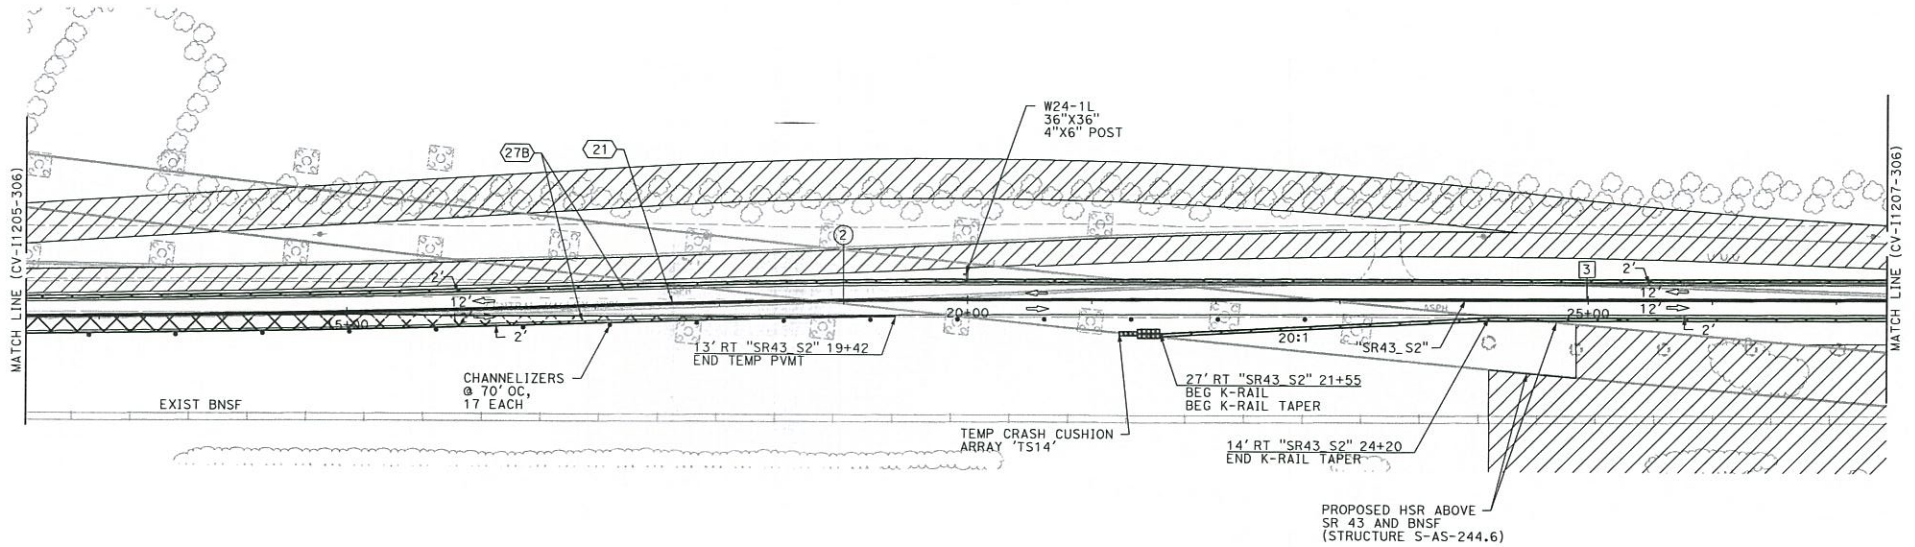 W24-1L
36"X36"
4"X6" POST
27B
21
2
3
MATCH LINE (CV-I1205-306)
MATCH LINE (CV-I1207-306)
2'
12'
12'
2'
15+00
20+00
25+00
2'
12'
12'
2'
ASPH
20:1
"SR43_S2"
13' RT "SR43_S2" 19+42
END TEMP PVMT
CHANNELIZERS
@ 70' OC,
17 EACH
EXIST BNSF
27' RT "SR43_S2" 21+55
BEG K-RAIL
BEG K-RAIL TAPER
TEMP CRASH CUSHION
ARRAY 'TS14'
14' RT "SR43_S2" 24+20
END K-RAIL TAPER
PROPOSED HSR ABOVE
SR 43 AND BNSF
(STRUCTURE S-AS-244.6)